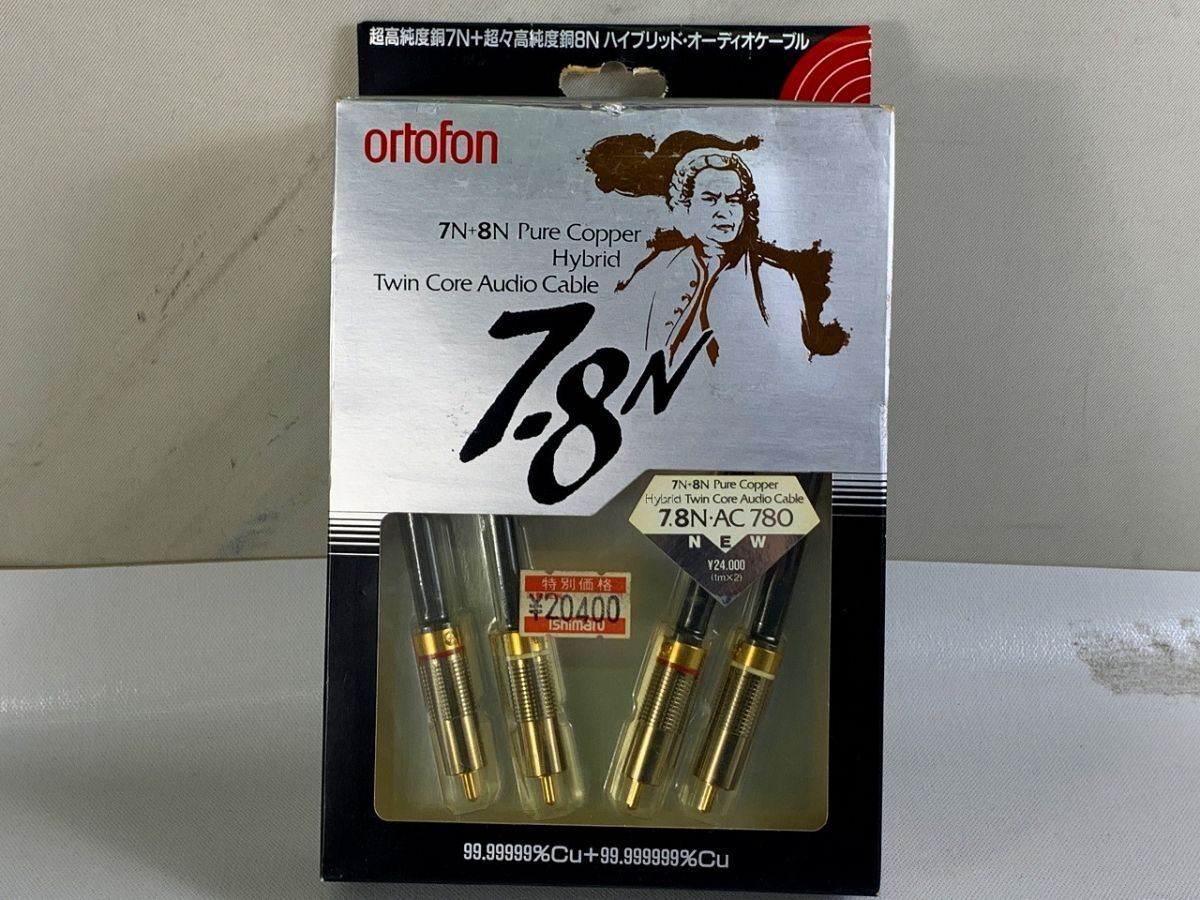 超高純度銅7N+超々高純度銅8N ハイブリッド・オーディオケーブル
ortofon
7N+8N Pure Copper
Hybrid
Twin Core Audio Cable
7.8N
7N+8N Pure Copper
Hybrid Twin Core Audio Cable
7.8N·AC 780
NEW
¥24.000
(1m×2)
特別価格
¥20400
Ishimaru
99.99999%Cu+99.999999%Cu